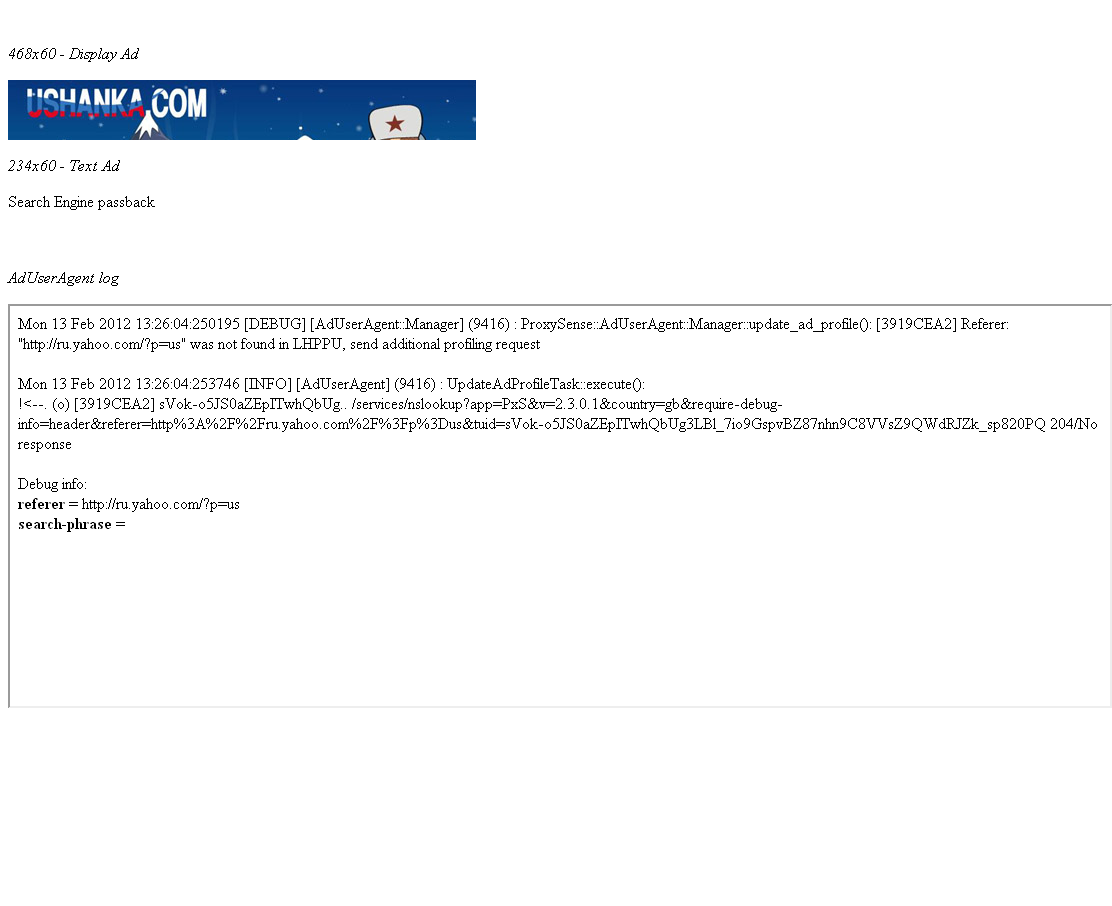 468x60 - Display Ad
USHANKA.COM
234x60 - Text Ad
Search Engine passback
AdUserAgent log
Mon 13 Feb 2012 13:26:04:250195 [DEBUG] [AdUserAgent::Manager] (9416) : ProxySense::AdUserAgent::Manager::update_ad_profile(): [3919CEA2] Referer:
"http://ru.yahoo.com/?p=us" was not found in LHPPU, send additional profiling request
Mon 13 Feb 2012 13:26:04:253746 [INFO] [AdUserAgent] (9416) : UpdateAdProfileTask::execute():
!<--. (o) [3919CEA2] sVok-o5JS0aZEpITwhQbUg.. /services/nslookup?app=PxS&v=2.3.0.1&country=gb&require-debug-
info=header&referer=http%3A%2F%2Fru.yahoo.com%2F%3Fp%3Dus&tuid=sVok-o5JS0aZEpITwhQbUg3LBl_7io9GspvBZ87nhn9C8VVsZ9QWdRJZk_sp820PQ 204/No
response
Debug info:
referer = http://ru.yahoo.com/?p=us
search-phrase =